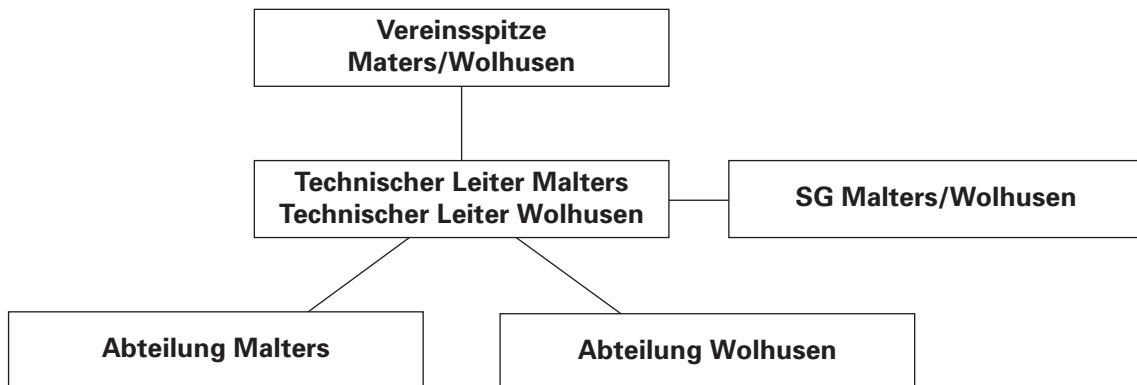 Vereinsspitze
Maters/Wolhusen
Technischer Leiter Malters
Technischer Leiter Wolhusen
SG Malters/Wolhusen
Abteilung Malters
Abteilung Wolhusen